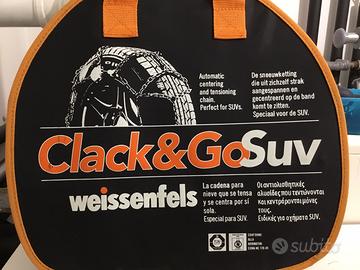 Automatic
centering
and tensioning
chain.
Perfect for SUVs.
De sneeuwketting
die uit zichzelf strak
aangespannen en
gecentreerd op de band
komt te zitten.
Speciaal voor de SUV.
Clack&GoSuv
weissenfels
La cadena para
nieve que se tensa
y se centra por sí
sola.
Especial para SUV.
Οι αντιολισθητικές
αλυσίδες που τεντώνονται
και κεντράρονται μόνες
τους.
Ειδικές για οχήματα SUV.
subito